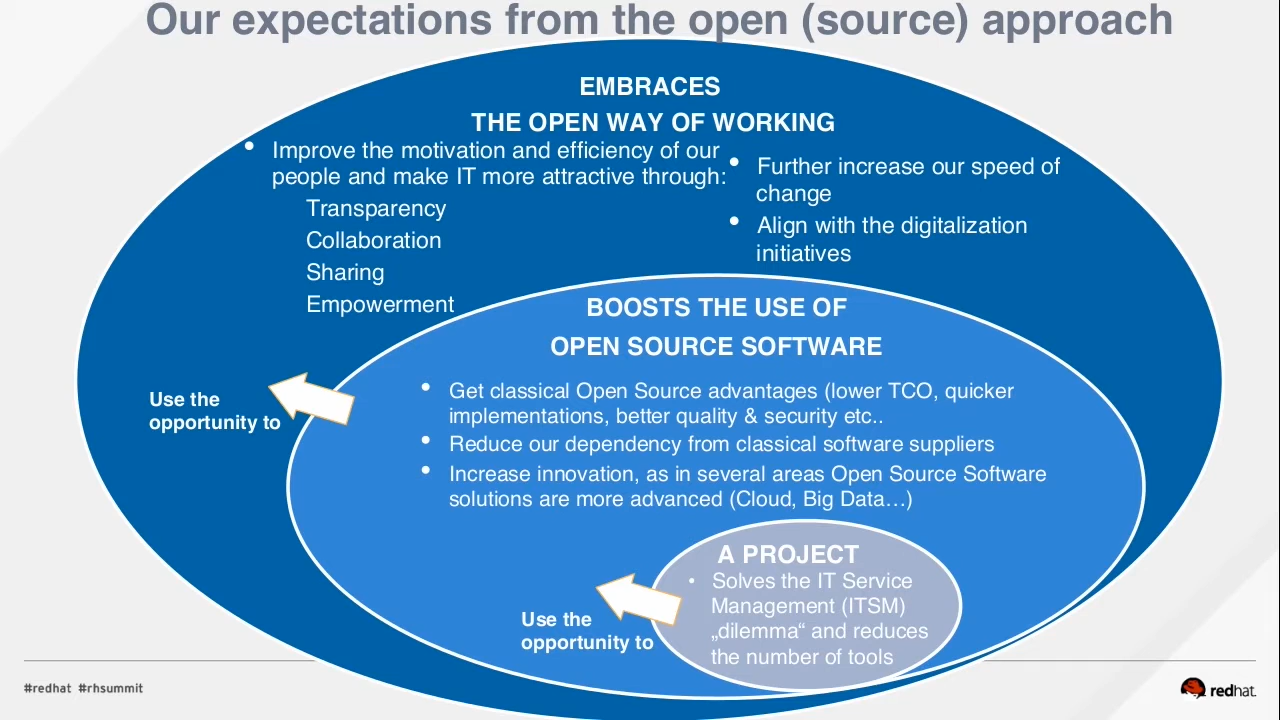 Our expectations from the open (source) approach
EMBRACES
THE OPEN WAY OF WORKING
• Improve the motivation and efficiency of our
people and make IT more attractive through:
Transparency
Collaboration
Sharing
Empowerment
• Further increase our speed of
change
• Align with the digitalization
initiatives
BOOSTS THE USE OF
OPEN SOURCE SOFTWARE
• Get classical Open Source advantages (lower TCO, quicker
implementations, better quality & security etc..
• Reduce our dependency from classical software suppliers
• Increase innovation, as in several areas Open Source Software
solutions are more advanced (Cloud, Big Data…)
Use the
opportunity to
A PROJECT
• Solves the IT Service
Management (ITSM)
„dilemma“ and reduces
the number of tools
Use the
opportunity to
#redhat #rhsummit
redhat.